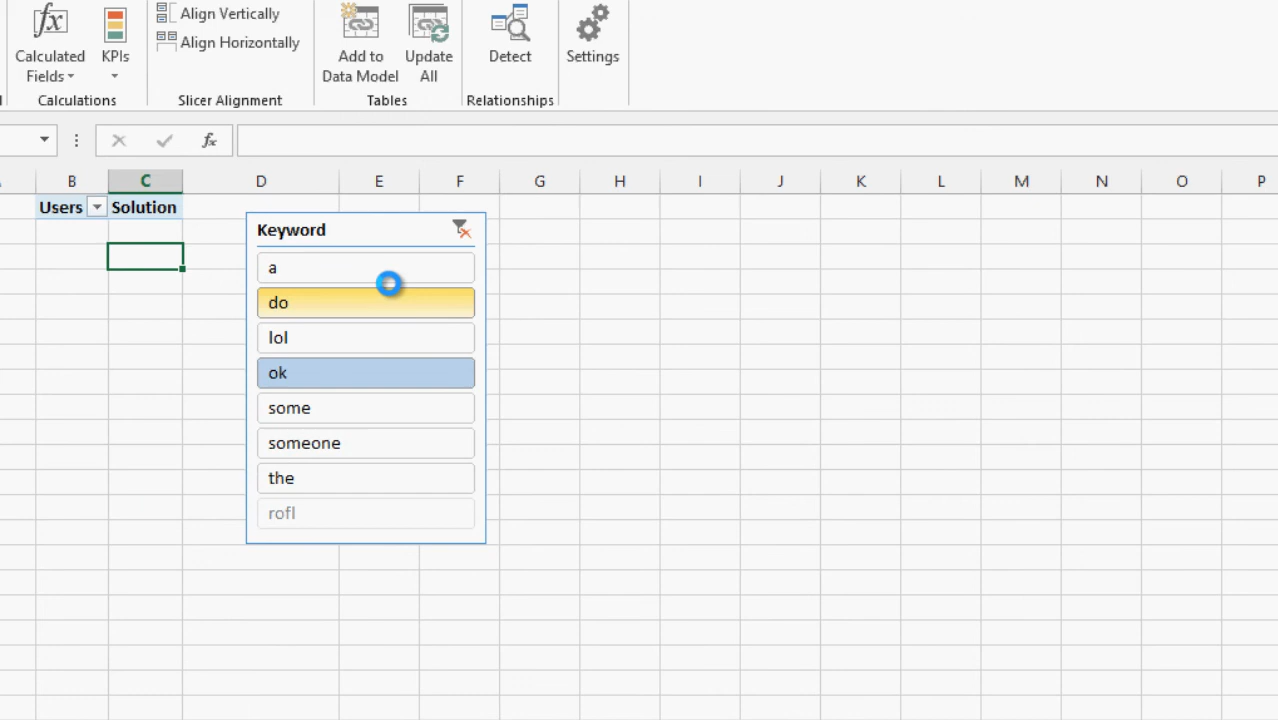 Calculated Fields
KPIs
Calculations
Align Vertically
Align Horizontally
Slicer Alignment
Add to Data Model
Update All
Tables
Detect
Relationships
Settings
fx
B C D E F G H I J K L M N O P
Users Solution
Keyword
a
do
lol
ok
some
someone
the
rofl